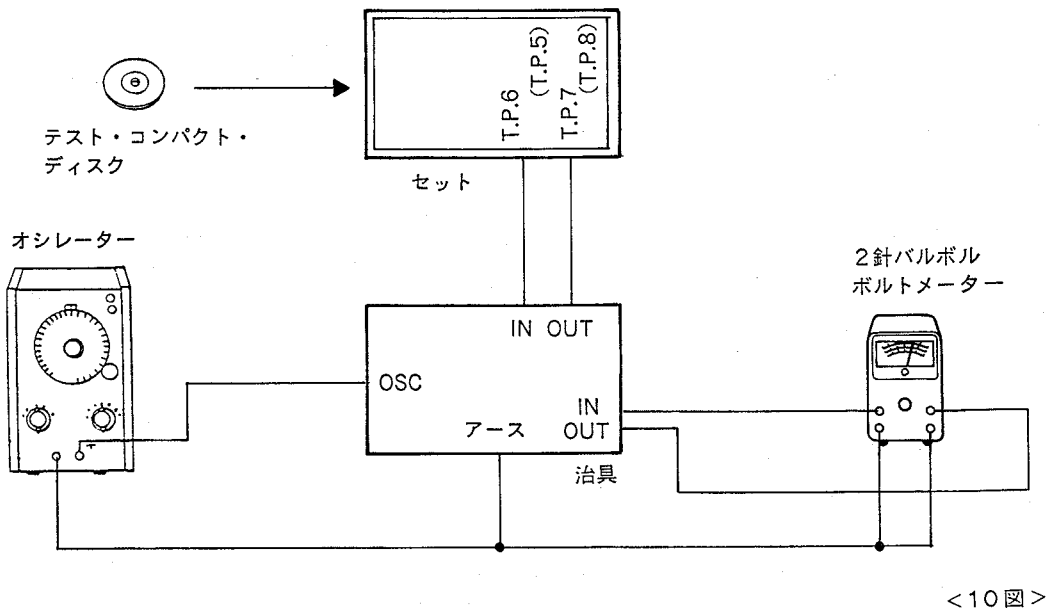 T.P.6
(T.P.5)
T.P.7
(T.P.8)
テスト・コンパクト・
ディスク
セット
オシレーター
2針バルボル
ボルトメーター
IN OUT
OSC
IN
アース OUT
治具
<10図>